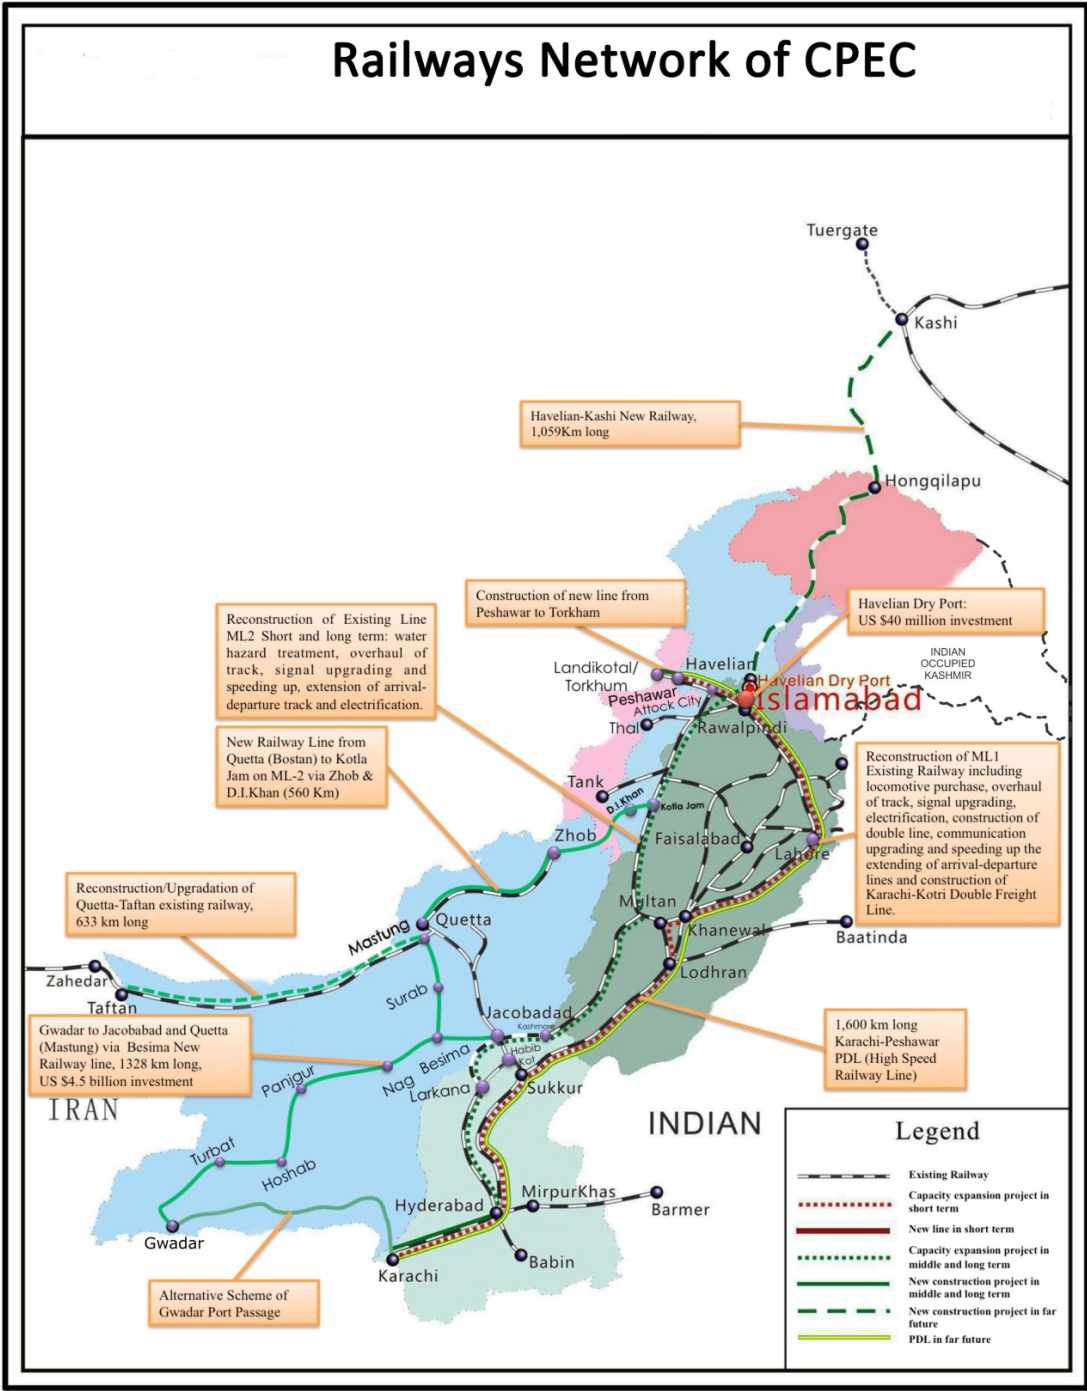 Railways Network of CPEC
Tuergate
Kashi
Havelian-Kashi New Railway,
1,059Km long
Hongqilapu
Construction of new line from
Peshawar to Torkham
Havelian Dry Port:
US $40 million investment
Reconstruction of Existing Line
ML2 Short and long term: water
hazard treatment, overhaul of
track, signal upgrading and
speeding up, extension of arrival-
departure track and electrification.
INDIAN
OCCUPIED
KASHMIR
Landikotal/
Torkhum
Havelian
Havelian Dry Port
Peshawar
Attock City
Islamabad
Thal
Rawalpindi
New Railway Line from
Quetta (Bostan) to Kotla
Jam on ML-2 via Zhob &
D.I.Khan (560 Km)
Reconstruction of ML1
Existing Railway including
locomotive purchase, overhaul
of track, signal upgrading,
electrification, construction of
double line, communication
upgrading and speeding up the
extending of arrival-departure
lines and construction of
Karachi-Kotri Double Freight
Line.
Tank
D.I.Khan
Kotla Jam
Zhob
Faisalabad
Lahore
Reconstruction/Upgradation of
Quetta-Taftan existing railway,
633 km long
Multan
Mastung
Quetta
Khanewal
Baatinda
Zahedar
Lodhran
Taftan
Surab
Gwadar to Jacobabad and Quetta
(Mastung) via Besima New
Railway line, 1328 km long,
US $4.5 billion investment
Jacobadad
Kashmore
1,600 km long
Karachi-Peshawar
PDL (High Speed
Railway Line)
Nag
Besima
Habib
Kot
Panjgur
Larkana
Sukkur
IRAN
INDIAN
Turbat
Hoshab
Hyderabad
MirpurKhas
Barmer
Gwadar
Babin
Karachi
Alternative Scheme of
Gwadar Port Passage
Legend
Existing Railway
Capacity expansion project in
short term
New line in short term
Capacity expansion project in
middle and long term
New construction project in
middle and long term
New construction project in far
future
PDL in far future